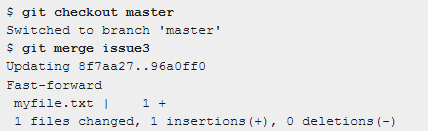 $ git checkout master
Switched to branch 'master'
$ git merge issue3
Updating 8f7aa27..96a0ff0
Fast-forward
 myfile.txt |    1 +
 1 files changed, 1 insertions(+), 0 deletions(-)